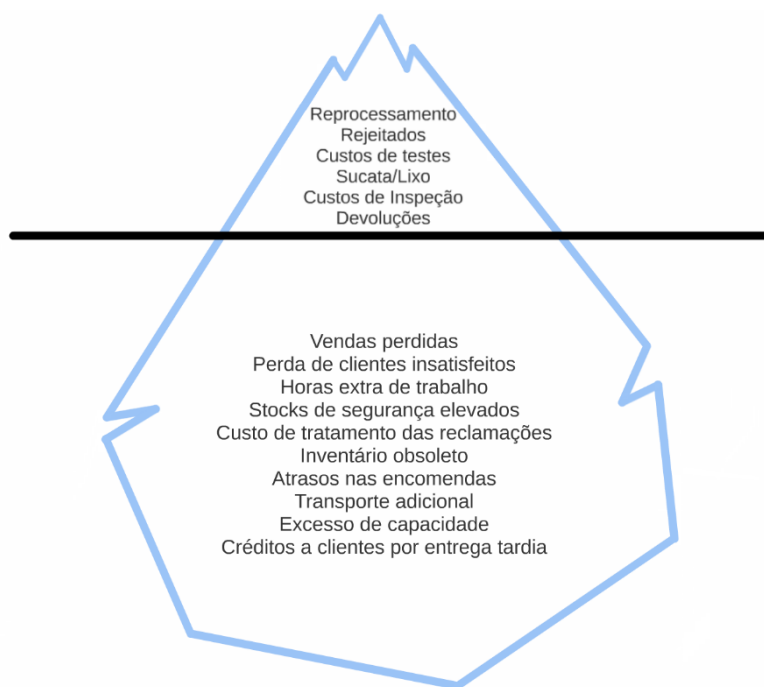 Reprocessamento
Rejeitados
Custos de testes
Sucata/Lixo
Custos de Inspeção
Devoluções
Vendas perdidas
Perda de clientes insatisfeitos
Horas extra de trabalho
Stocks de segurança elevados
Custo de tratamento das reclamações
Inventário obsoleto
Atrasos nas encomendas
Transporte adicional
Excesso de capacidade
Créditos a clientes por entrega tardia